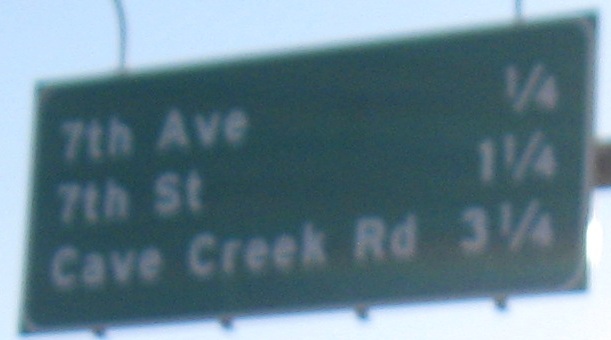 7th Ave 1/4
7th St 1 1/4
Cave Creek Rd 3 1/4